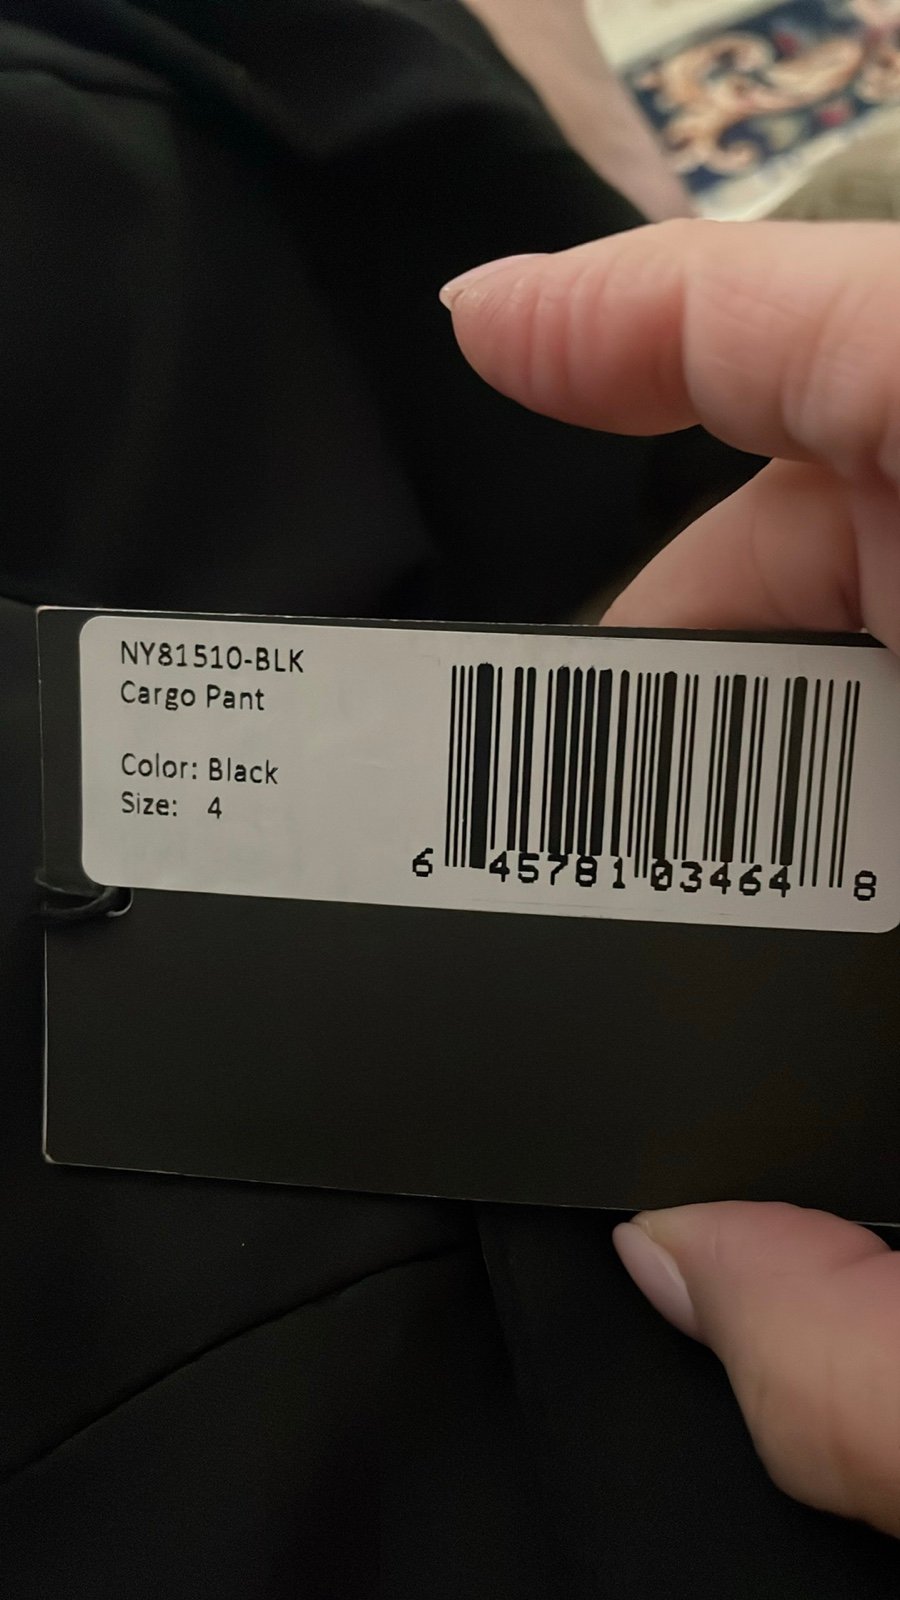 NY81510-BLK
Cargo Pant
Color: Black
Size: 4
6 45781 03464 8